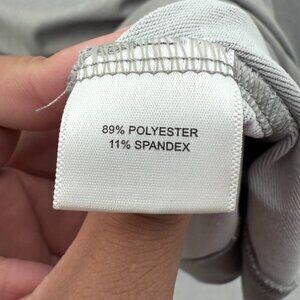 89% POLYESTER
11% SPANDEX